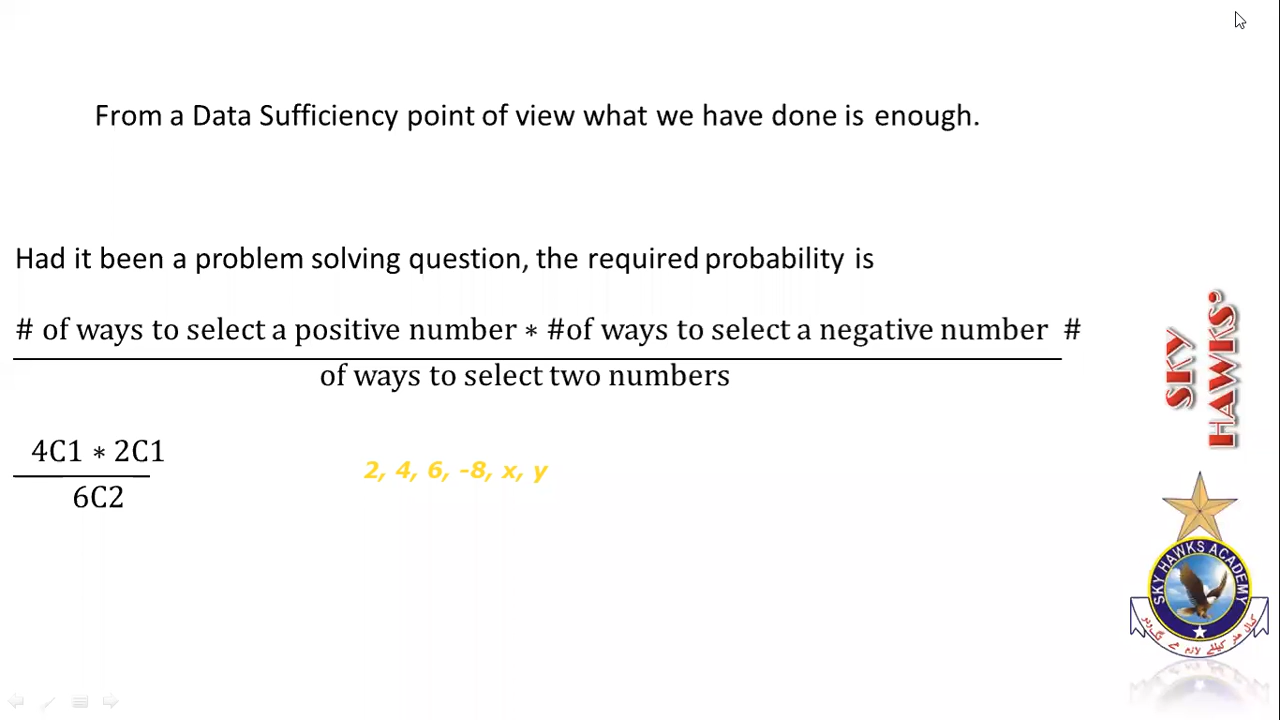 From a Data Sufficiency point of view what we have done is enough.
Had it been a problem solving question, the required probability is
# of ways to select a positive number ∗ #of ways to select a negative number #
of ways to select two numbers
4C1 ∗ 2C1
6C2
2, 4, 6, -8, x, y
SKY
HAWKS
SKY HAWKS ACADEMY